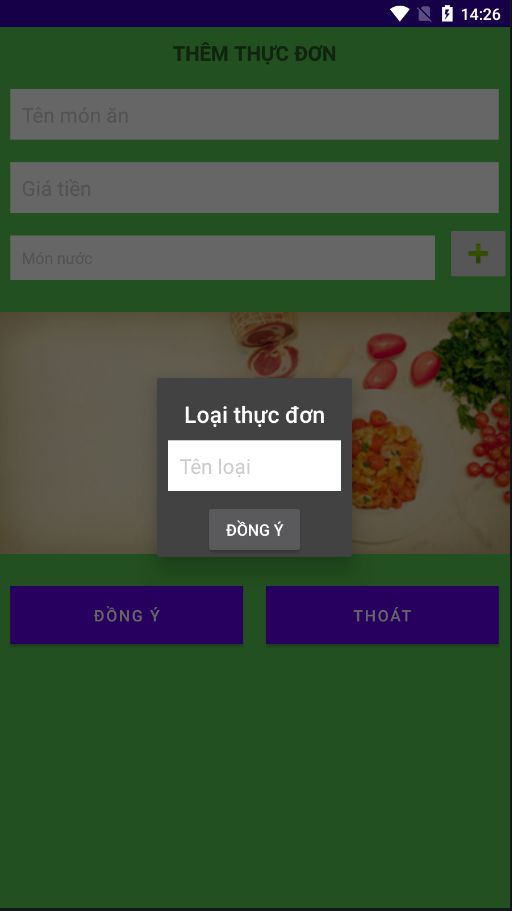 14:26
THÊM THỰC ĐƠN
Tên món ăn
Giá tiền
Món nước
Loại thực đơn
Tên loại
ĐỒNG Ý
ĐỒNG Ý
THOÁT